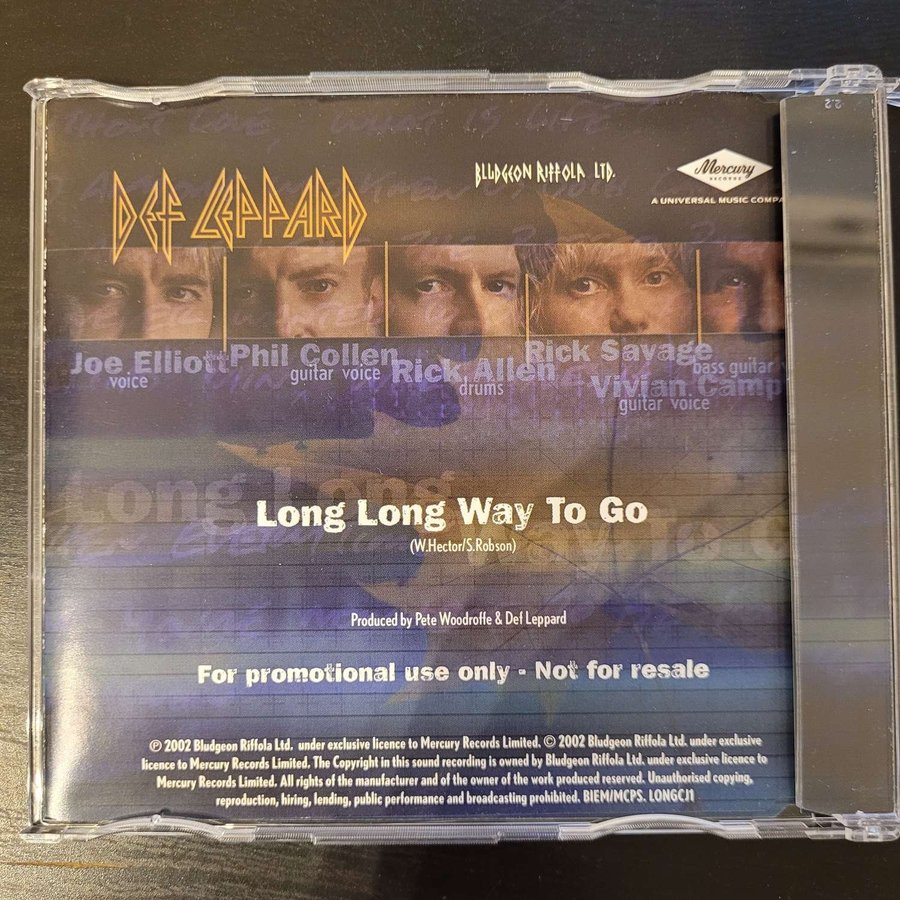 DEF LEPPARD
BLUDGEON RIFFOLA LTD.
Mercury
RECORDS
A UNIVERSAL MUSIC COMPA
Joe Elliott
voice
Phil Collen
guitar voice
Rick Allen
drums
Rick Savage
bass guitar
Vivian Camp
guitar voice
Long Long
Way To G
Long Long Way To Go
(W.Hector/S.Robson)
Produced by Pete Woodroffe & Def Leppard
For promotional use only - Not for resale
℗ 2002 Bludgeon Riffola Ltd. under exclusive licence to Mercury Records Limited. © 2002 Bludgeon Riffola Ltd. under exclusive
licence to Mercury Records Limited. The Copyright in this sound recording is owned by Bludgeon Riffola Ltd. under exclusive licence to
Mercury Records Limited. All rights of the manufacturer and of the owner of the work produced reserved. Unauthorised copying,
reproduction, hiring, lending, public performance and broadcasting prohibited. BIEM/MCPS. LONGCJ1